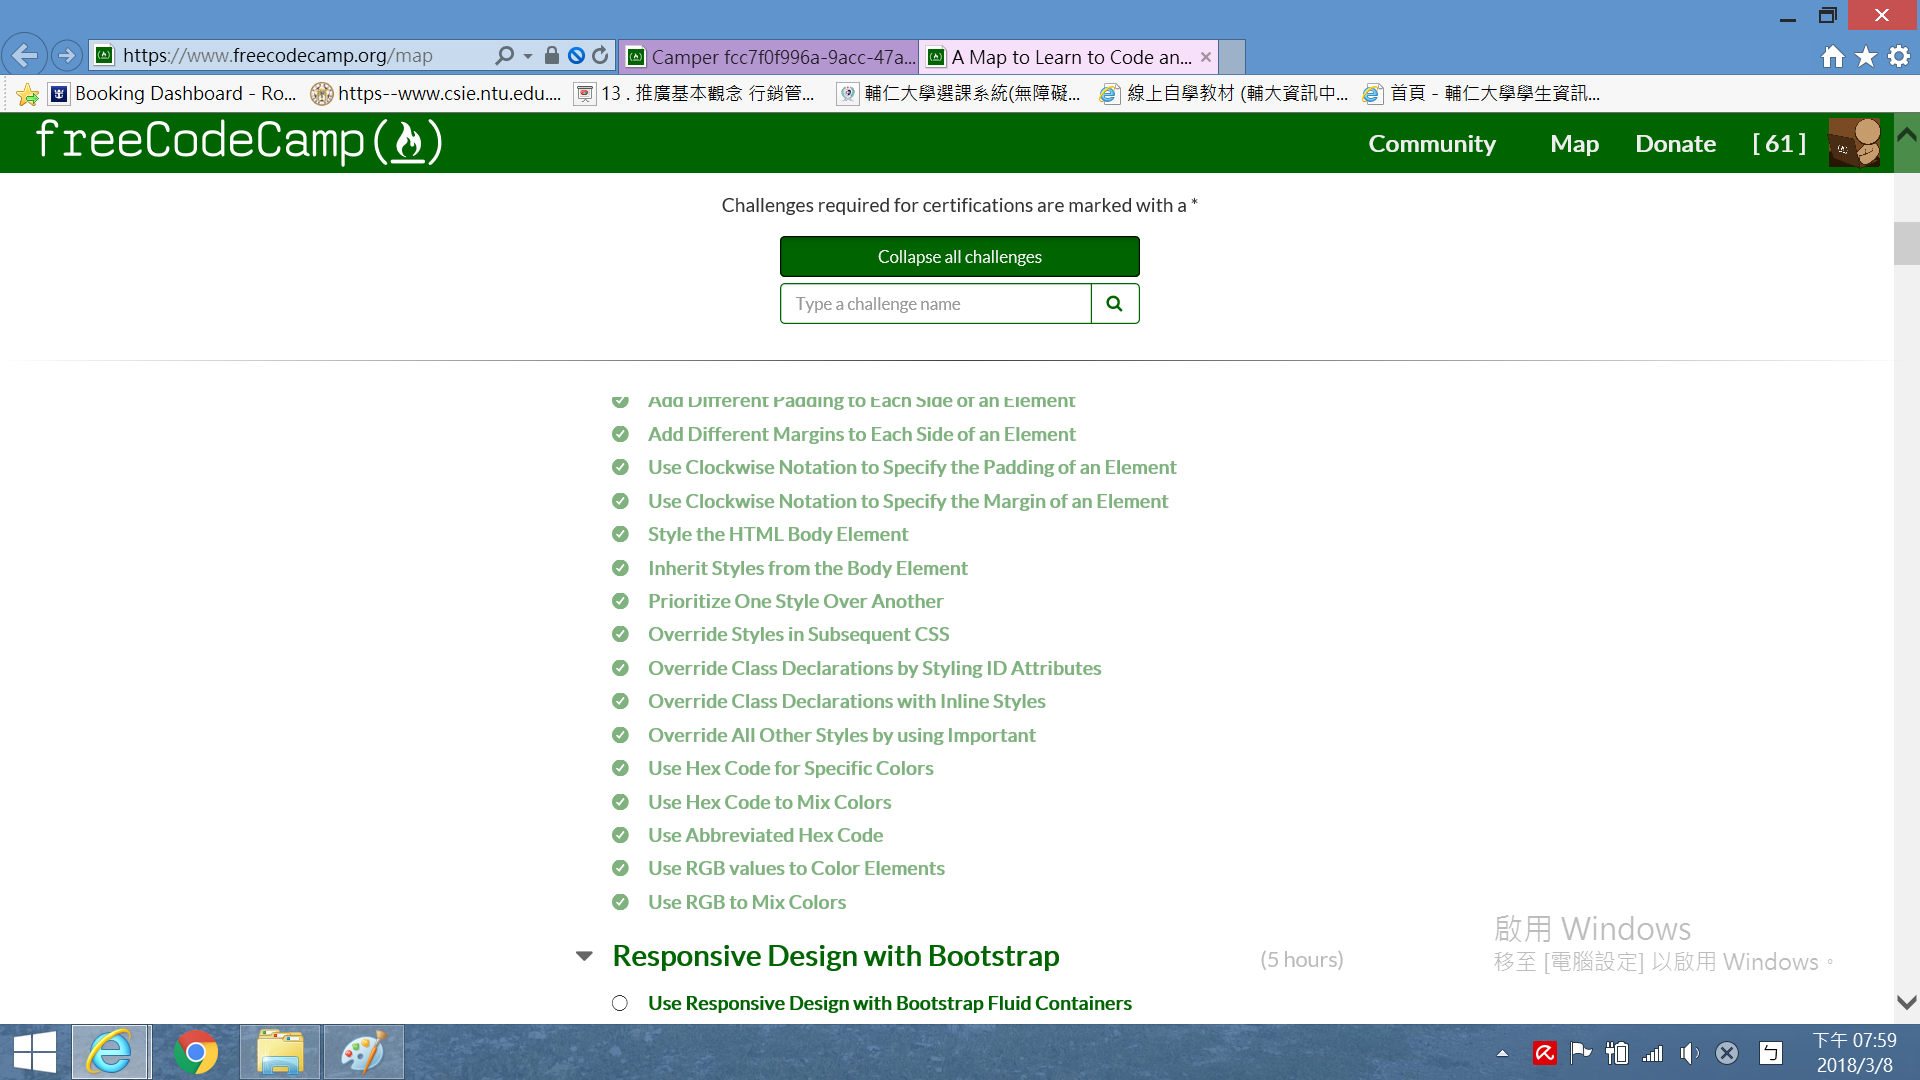 https://www.freecodecamp.org/map
Camper fcc7f0f996a-9acc-47a...
A Map to Learn to Code an...
Booking Dashboard - Ro...
https--www.csie.ntu.edu....
13 . 推廣基本觀念 行銷管...
輔仁大學選課系統(無障礙...
線上自學教材 (輔大資訊中...
首頁 - 輔仁大學學生資訊...
freeCodeCamp
Community
Map
Donate
[ 61 ]
Challenges required for certifications are marked with a *
Collapse all challenges
Type a challenge name
Add Different Padding to Each Side of an Element
Add Different Margins to Each Side of an Element
Use Clockwise Notation to Specify the Padding of an Element
Use Clockwise Notation to Specify the Margin of an Element
Style the HTML Body Element
Inherit Styles from the Body Element
Prioritize One Style Over Another
Override Styles in Subsequent CSS
Override Class Declarations by Styling ID Attributes
Override Class Declarations with Inline Styles
Override All Other Styles by using Important
Use Hex Code for Specific Colors
Use Hex Code to Mix Colors
Use Abbreviated Hex Code
Use RGB values to Color Elements
Use RGB to Mix Colors
Responsive Design with Bootstrap
(5 hours)
Use Responsive Design with Bootstrap Fluid Containers
啟用 Windows
移至 [電腦設定] 以啟用 Windows。
ㄅ
下午 07:59
2018/3/8